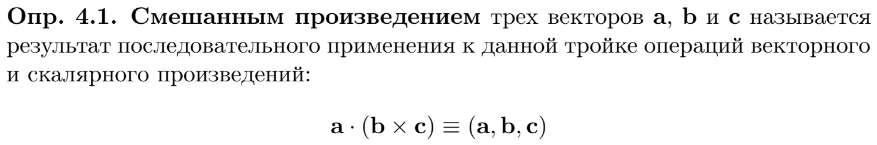 Опр. 4.1. Смешанным произведением трех векторов a, b и c называется
результат последовательного применения к данной тройке операций векторного
и скалярного произведений:
a · (b × c) ≡ (a, b, c)